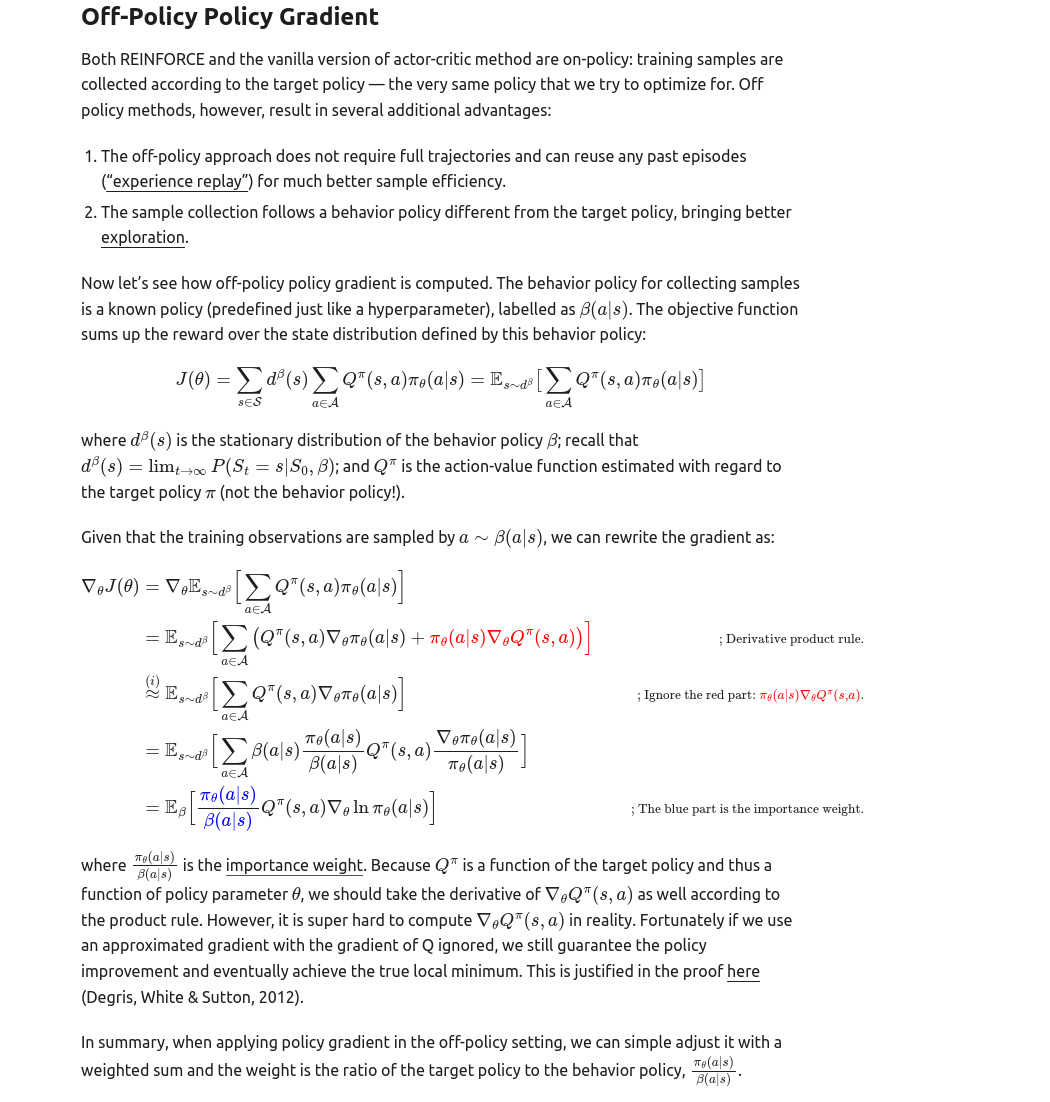 Off-Policy Policy Gradient
Both REINFORCE and the vanilla version of actor-critic method are on-policy: training samples are
collected according to the target policy — the very same policy that we try to optimize for. Off
policy methods, however, result in several additional advantages:
1. The off-policy approach does not require full trajectories and can reuse any past episodes
(“experience replay”) for much better sample efficiency.
2. The sample collection follows a behavior policy different from the target policy, bringing better
exploration.
Now let’s see how off-policy policy gradient is computed. The behavior policy for collecting samples
is a known policy (predefined just like a hyperparameter), labelled as $\beta(a|s)$. The objective function
sums up the reward over the state distribution defined by this behavior policy:
$J(\theta) = \sum_{s \in \mathcal{S}} d^\beta(s) \sum_{a \in \mathcal{A}} Q^\pi(s, a) \pi_\theta(a|s) = \mathbb{E}_{s \sim d^\beta} \big[ \sum_{a \in \mathcal{A}} Q^\pi(s, a) \pi_\theta(a|s) \big]$
where $d^\beta(s)$ is the stationary distribution of the behavior policy $\beta$; recall that
$d^\beta(s) = \lim_{t \to \infty} P(S_t = s|S_0, \beta)$; and $Q^\pi$ is the action-value function estimated with regard to
the target policy $\pi$ (not the behavior policy!).
Given that the training observations are sampled by $a \sim \beta(a|s)$, we can rewrite the gradient as:
$\nabla_\theta J(\theta) = \nabla_\theta \mathbb{E}_{s \sim d^\beta} \Big[ \sum_{a \in \mathcal{A}} Q^\pi(s, a) \pi_\theta(a|s) \Big]$
$= \mathbb{E}_{s \sim d^\beta} \Big[ \sum_{a \in \mathcal{A}} \big( Q^\pi(s, a) \nabla_\theta \pi_\theta(a|s) + \pi_\theta(a|s) \nabla_\theta Q^\pi(s, a) \big) \Big]$ ; Derivative product rule.
$\stackrel{(i)}{\approx} \mathbb{E}_{s \sim d^\beta} \Big[ \sum_{a \in \mathcal{A}} Q^\pi(s, a) \nabla_\theta \pi_\theta(a|s) \Big]$ ; Ignore the red part: $\pi_\theta(a|s) \nabla_\theta Q^\pi(s, a)$.
$= \mathbb{E}_{s \sim d^\beta} \Big[ \sum_{a \in \mathcal{A}} \beta(a|s) \frac{\pi_\theta(a|s)}{\beta(a|s)} Q^\pi(s, a) \frac{\nabla_\theta \pi_\theta(a|s)}{\pi_\theta(a|s)} \Big]$
$= \mathbb{E}_\beta \Big[ \frac{\pi_\theta(a|s)}{\beta(a|s)} Q^\pi(s, a) \nabla_\theta \ln \pi_\theta(a|s) \Big]$ ; The blue part is the importance weight.
where $\frac{\pi_\theta(a|s)}{\beta(a|s)}$ is the importance weight. Because $Q^\pi$ is a function of the target policy and thus a
function of policy parameter $\theta$, we should take the derivative of $\nabla_\theta Q^\pi(s, a)$ as well according to
the product rule. However, it is super hard to compute $\nabla_\theta Q^\pi(s, a)$ in reality. Fortunately if we use
an approximated gradient with the gradient of Q ignored, we still guarantee the policy
improvement and eventually achieve the true local minimum. This is justified in the proof here
(Degris, White & Sutton, 2012).
In summary, when applying policy gradient in the off-policy setting, we can simple adjust it with a
weighted sum and the weight is the ratio of the target policy to the behavior policy, $\frac{\pi_\theta(a|s)}{\beta(a|s)}$.